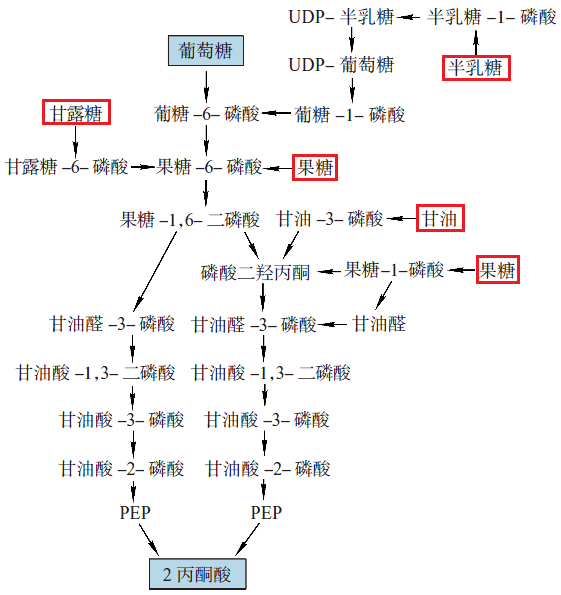 UDP-半乳糖
半乳糖-1-磷酸
葡萄糖
UDP-葡萄糖
半乳糖
甘露糖
葡糖-6-磷酸
葡糖-1-磷酸
甘露糖-6-磷酸
果糖-6-磷酸
果糖
果糖-1,6-二磷酸
甘油-3-磷酸
甘油
磷酸二羟丙酮
果糖-1-磷酸
果糖
甘油醛-3-磷酸
甘油醛-3-磷酸
甘油醛
甘油酸-1,3-二磷酸
甘油酸-1,3-二磷酸
甘油酸-3-磷酸
甘油酸-3-磷酸
甘油酸-2-磷酸
甘油酸-2-磷酸
PEP
PEP
2丙酮酸